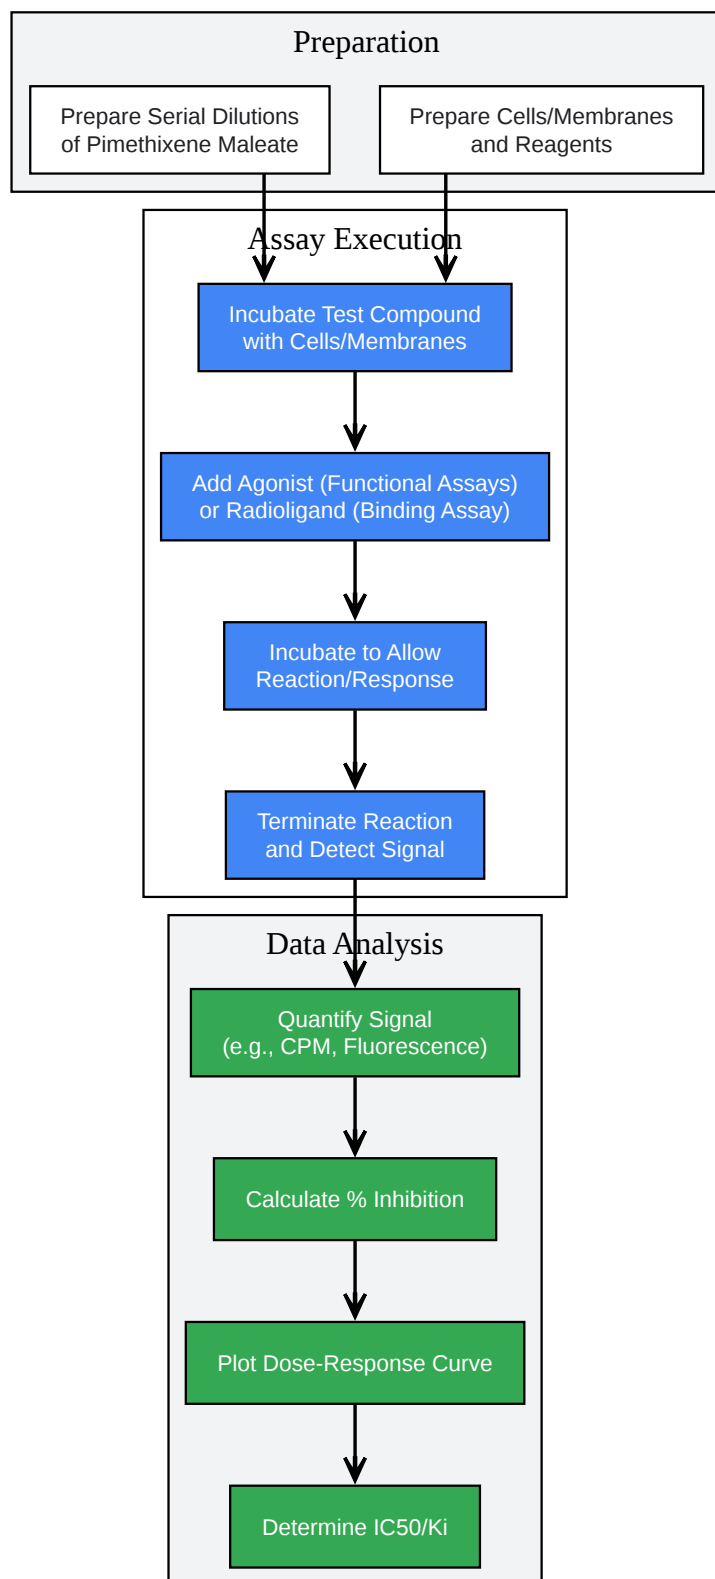 Preparation
Prepare Serial Dilutions
of Pimethixene Maleate
Prepare Cells/Membranes
and Reagents
Assay Execution
Incubate Test Compound
with Cells/Membranes
Add Agonist (Functional Assays)
or Radioligand (Binding Assay)
Incubate to Allow
Reaction/Response
Terminate Reaction
and Detect Signal
Data Analysis
Quantify Signal
(e.g., CPM, Fluorescence)
Calculate % Inhibition
Plot Dose-Response Curve
Determine IC50/Ki